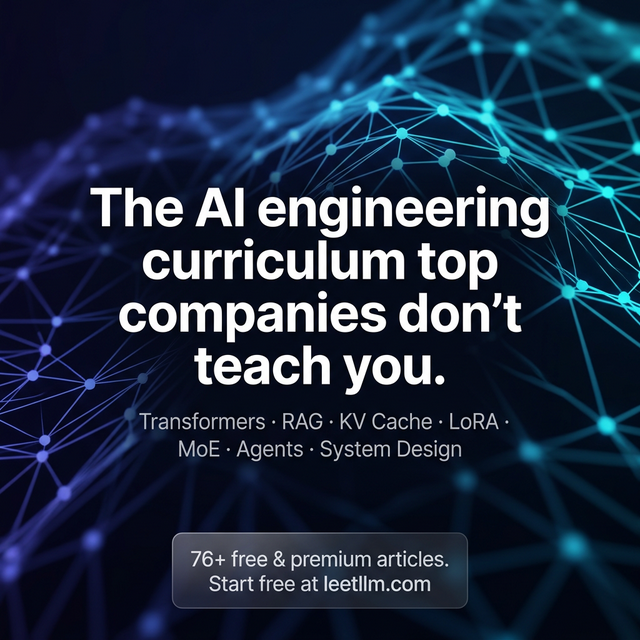 The AI engineering
curriculum top
companies don’t
teach you.
Transformers · RAG · KV Cache · LoRA ·
MoE · Agents · System Design
76+ free & premium articles.
Start free at leetllm.com